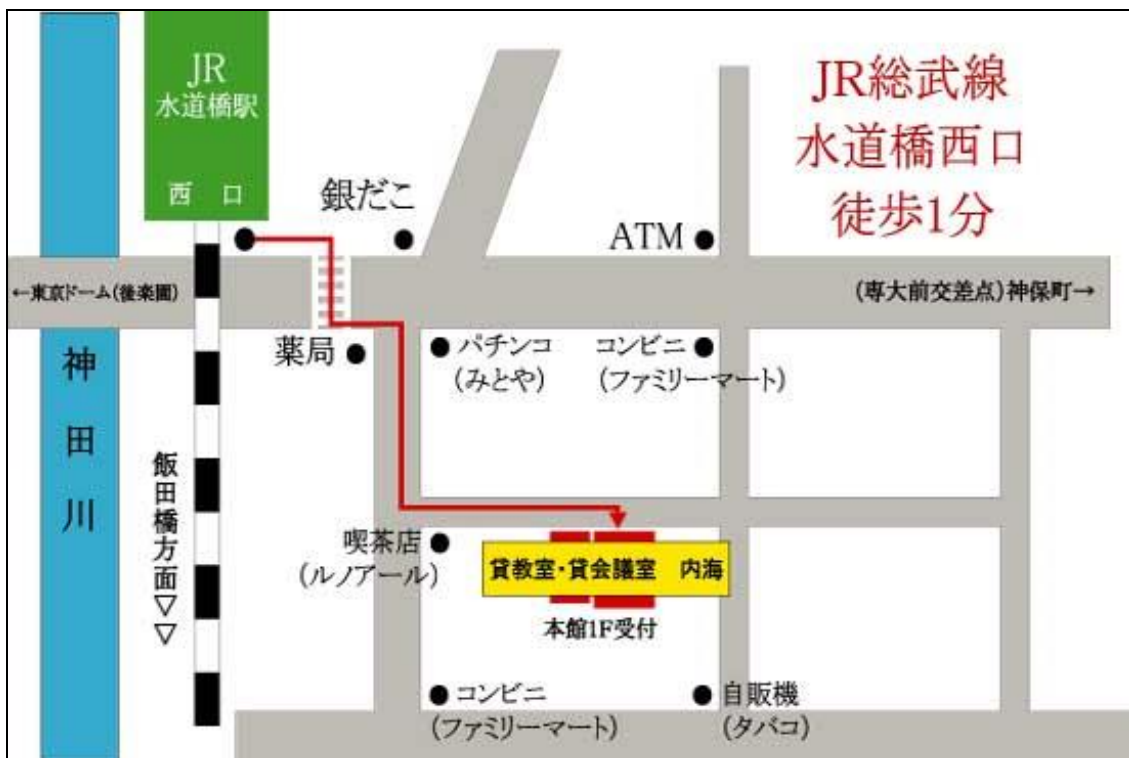 JR
水道橋駅
西 口
JR総武線
水道橋西口
徒歩1分
銀だこ
ATM
←東京ドーム(後楽園)
(専大前交差点)神保町→
薬局
パチンコ
(みとや)
コンビニ
(ファミリーマート)
神田川
飯田橋方面▽▽
喫茶店
(ルノアール)
貸教室・貸会議室 内海
本館1F受付
コンビニ
(ファミリーマート)
自販機
(タバコ)